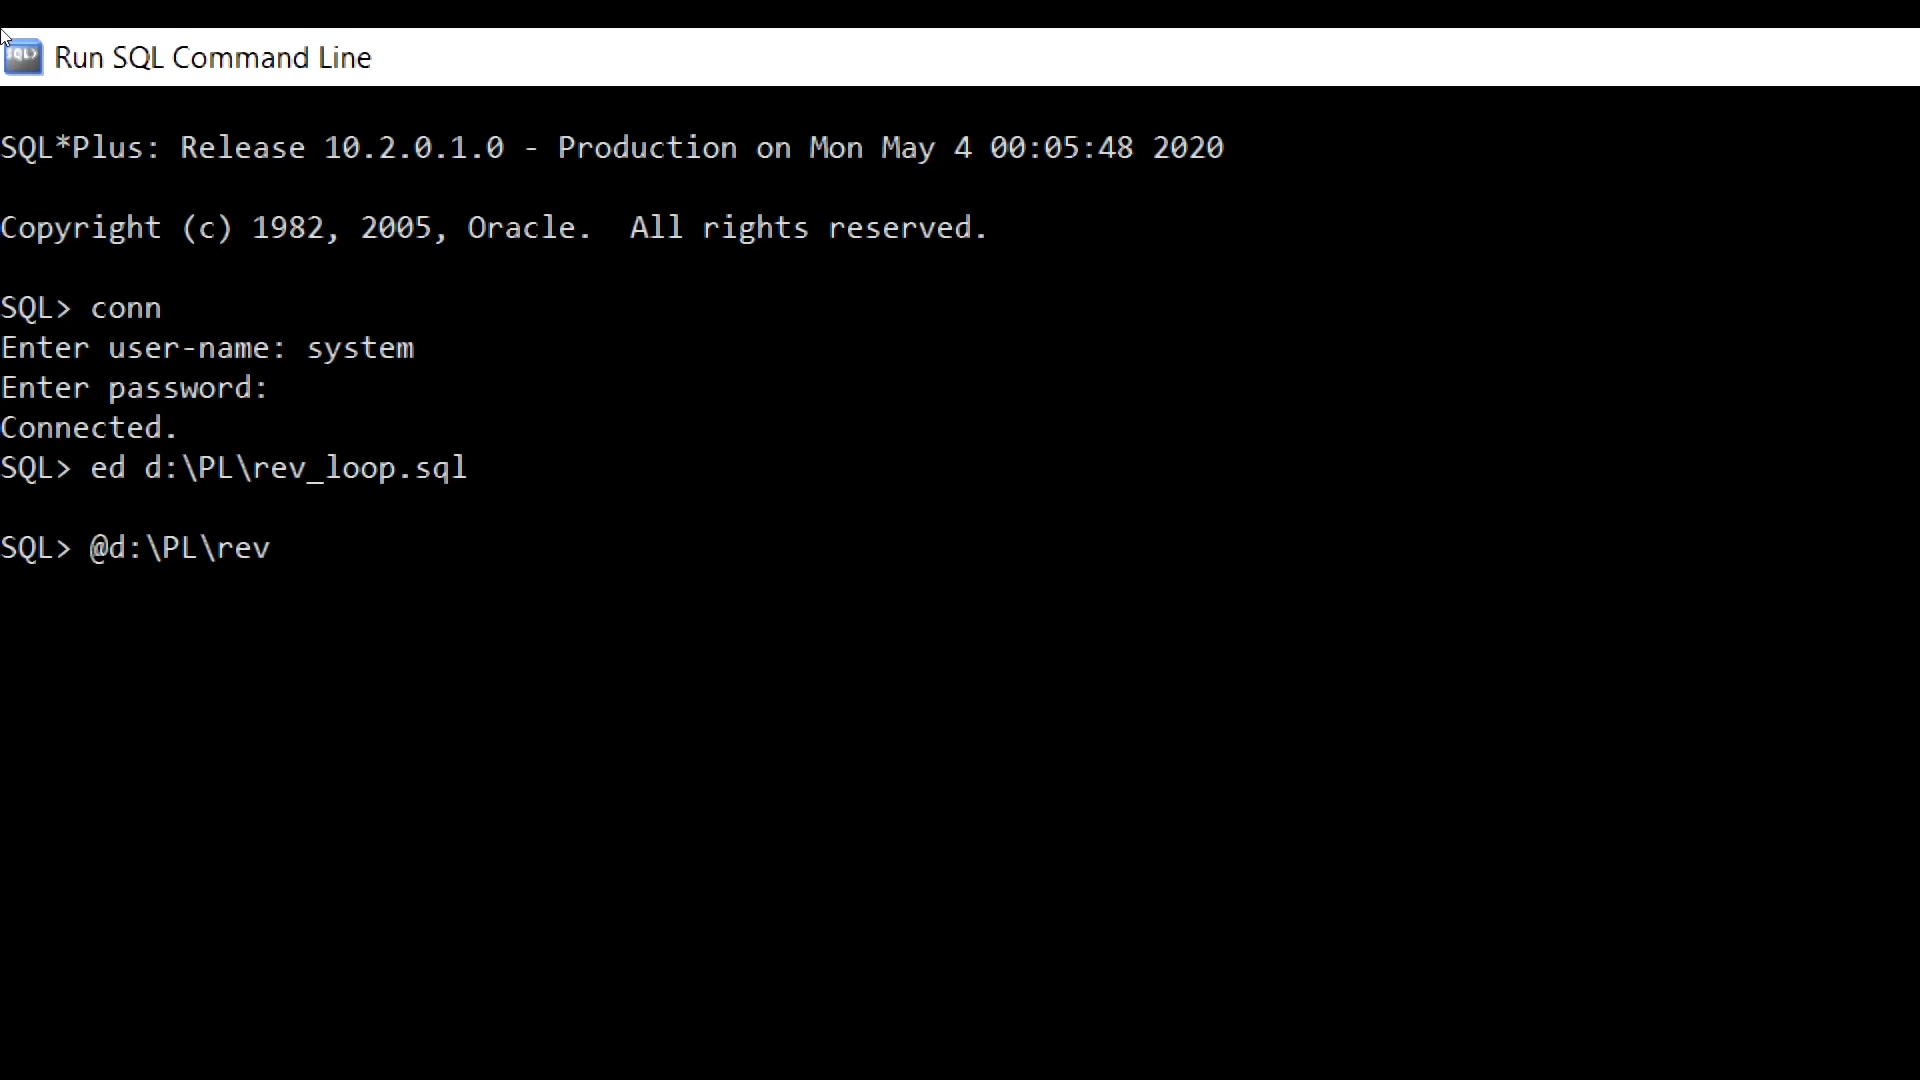 SQL>
Run SQL Command Line
SQL*Plus: Release 10.2.0.1.0 - Production on Mon May 4 00:05:48 2020
Copyright (c) 1982, 2005, Oracle.  All rights reserved.
SQL> conn
Enter user-name: system
Enter password:
Connected.
SQL> ed d:\PL\rev_loop.sql
SQL> @d:\PL\rev